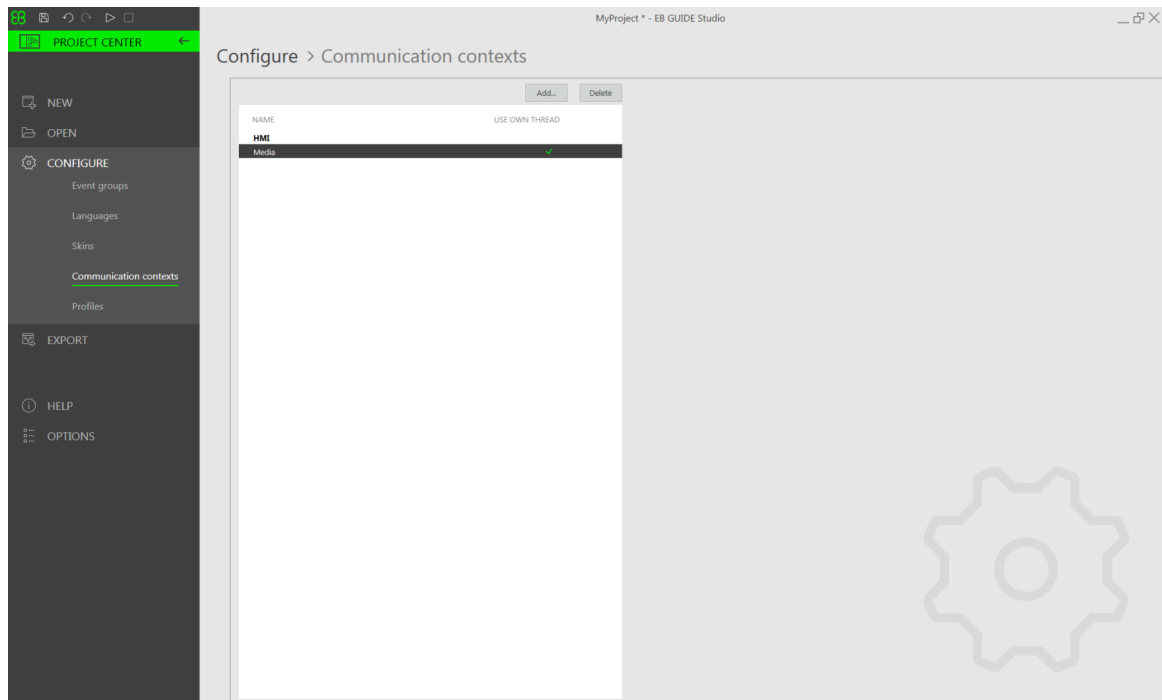 EB
MyProject * - EB GUIDE Studio
PROJECT CENTER
Configure > Communication contexts
NEW
OPEN
CONFIGURE
Event groups
Languages
Skins
Communication contexts
Profiles
EXPORT
HELP
OPTIONS
Add... Delete
NAME USE OWN THREAD
HMI
Media